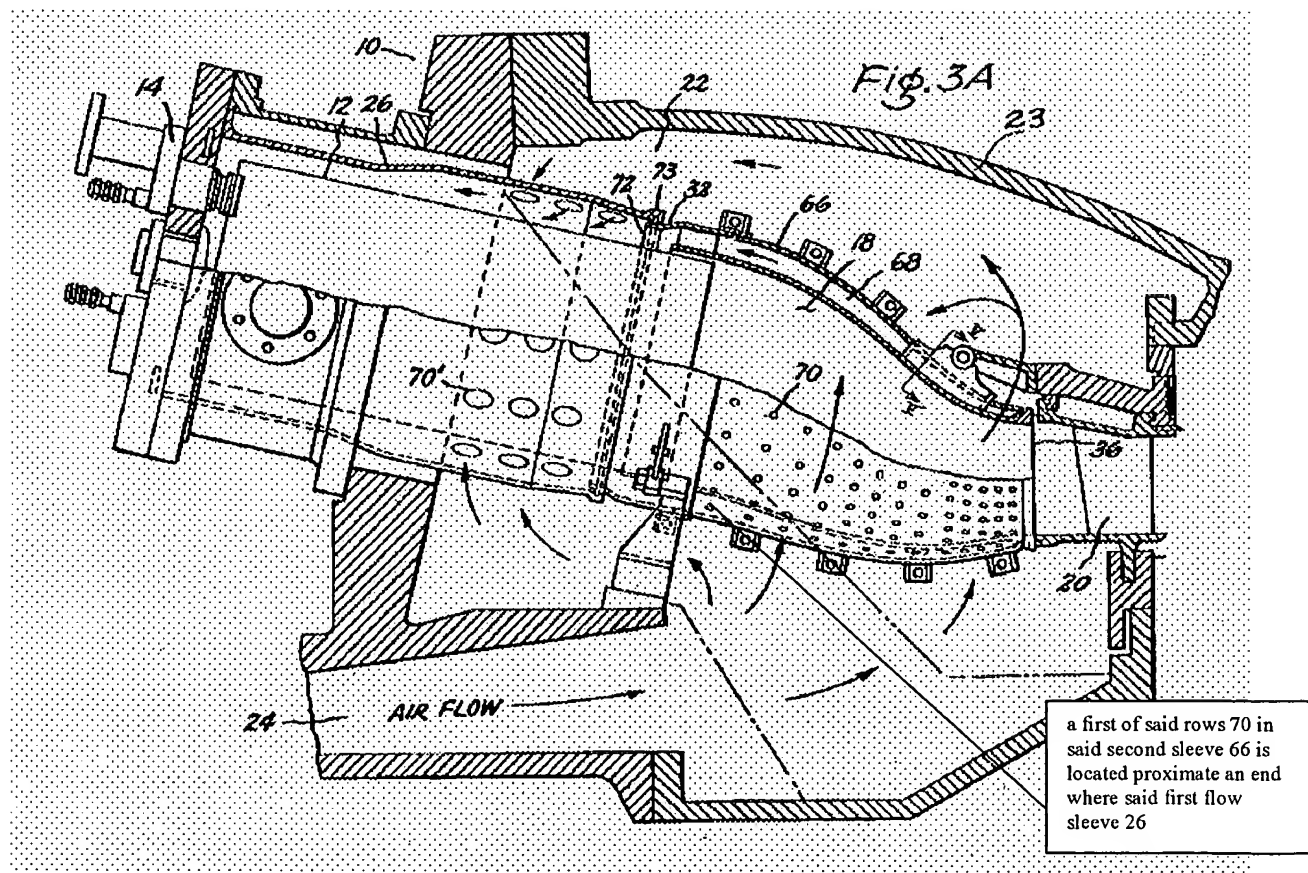 Fig. 3A
10
22
23
14
12
26
73
72
32
66
18
68
A
A
70'
70
36
20
24
AIR FLOW
a first of said rows 70 in
said second sleeve 66 is
located proximate an end
where said first flow
sleeve 26